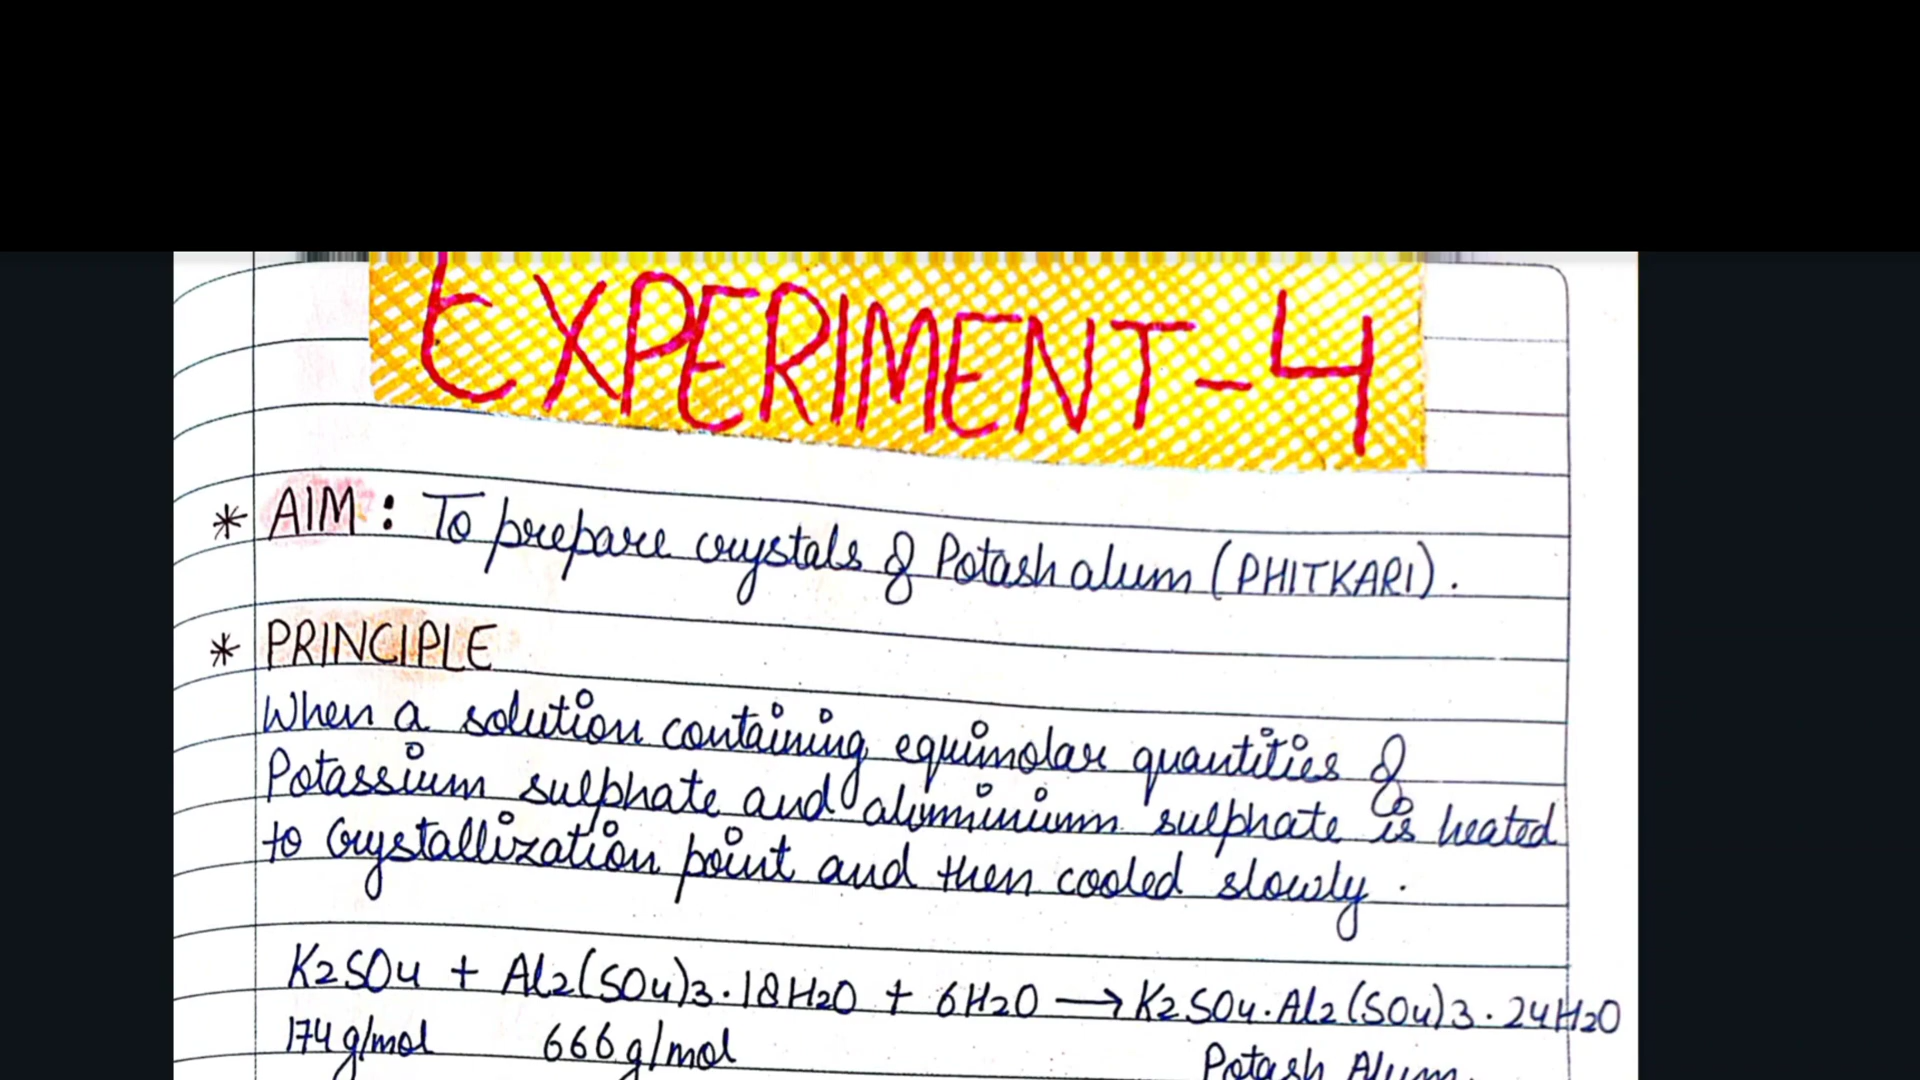 EXPERIMENT-4
* AIM : To prepare crystals of Potash alum (PHITKARI).
* PRINCIPLE
When a solution containing equimolar quantities of
Potassium sulphate and aluminium sulphate is heated
to Crystallization point and then cooled slowly.
K2SO4 + Al2(SO4)3.18H2O + 6H2O → K2SO4.Al2(SO4)3.24H2O
174 g/mol 666 g/mol
Potash Alum.